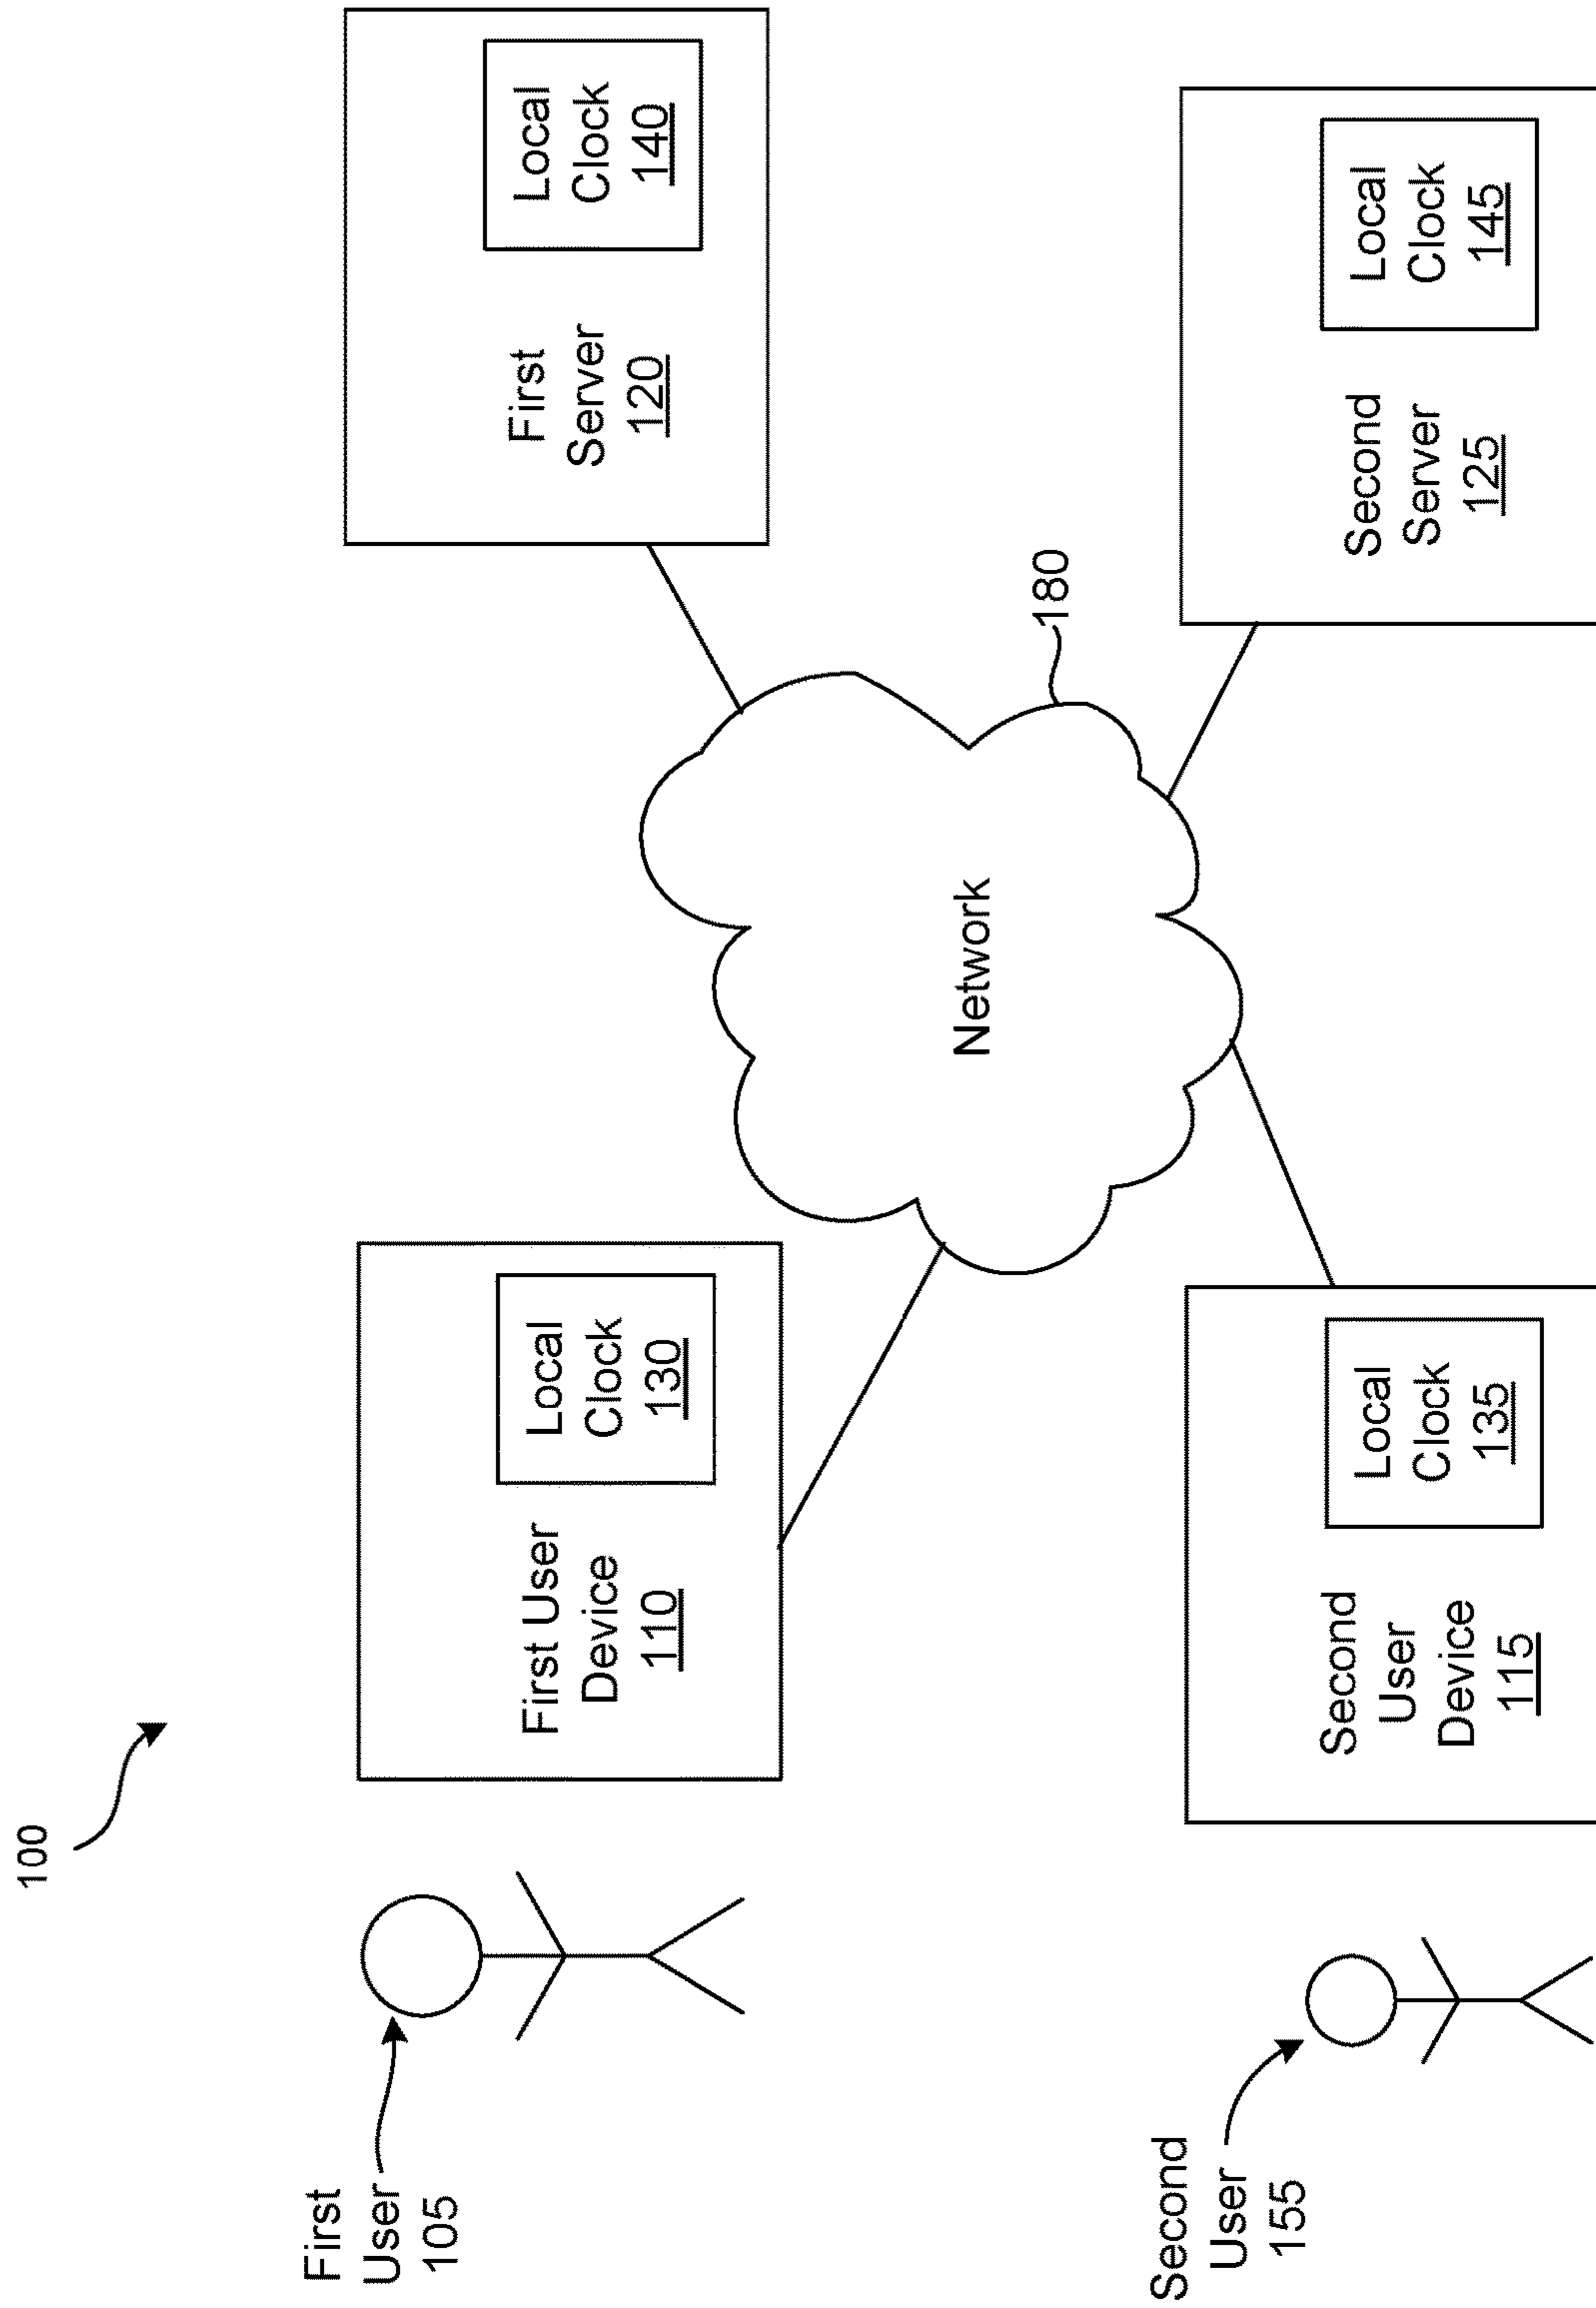 100
First
User
105
First User
Device
110
Local
Clock
130
First
Server
120
Local
Clock
140
Network
180
Second
User
155
Second
User
Device
115
Local
Clock
135
Second
Server
125
Local
Clock
145